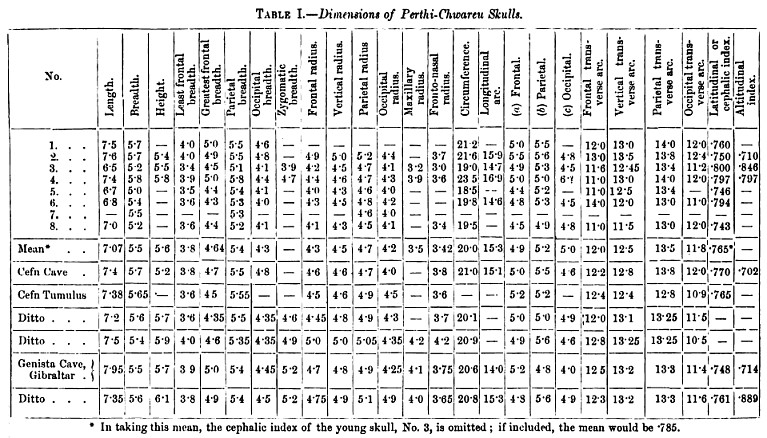 TABLE I.—Dimensions of Perthi-Chwareu Skulls.
No. Length. Breadth. Height. Least frontal breadth. Greatest frontal breadth. Parietal breadth. Occipital breadth. Zygomatic breadth. Frontal radius. Vertical radius. Parietal radius Occipital radius. Maxillary radius. Fronto-nasal radius. Circumference. Longitudinal arc. (a) Frontal. (b) Parietal. (c) Occipital. Frontal transverse arc. Vertical transverse arc. Parietal transverse arc. Occipital transverse arc. Latitudinal or cephalic index. Altitudinal index.
1. . . 7·5 5·7 — 4·0 5·0 5·5 4·6 21·2 5·0 5·5 12·0 13·0 14·0 12·0 ·760
2. . . 7·6 5·7 5·4 4·0 4·9 5·5 4·8 — 4·9 5·0 5·2 4·4 — 3·7 21·6 15·9 5·5 5·6 4·8 13·0 13·5 13·8 12·4 ·750 ·710
3. . . 6·5 5·2 5·5 3·4 4·5 5·1 4·1 3·9 4·2 4·5 4·7 4·1 3·2 3·0 19·0 14·7 4·9 5·3 4·5 11·6 12·45 13·4 11·2 ·800 ·846
4. . . 7·4 5·8 5·8 3·9 5·0 5·8 4·4 4·7 4·4 4·6 4·7 4·3 3·9 3·6 23·5 16·9 5·0 5·0 11·0 13·0 14·0 12·0 ·797 ·797
5. . . 6·7 5·0 — 3·5 4·4 5·4 4·1 — 4·0 4·3 4·6 4·0 — 18·5 — 4·4 5·2 — 11·0 12·5 13·4 — ·746
6. . . 6·8 5·4 — 3·6 4·3 5·3 4·0 — 4·3 4·5 4·8 4·2 — 19·8 14·6 4·8 5·3 4·5 14·0 12·0 13·0 11·0 ·794
7. . . — 5·5 — 5·3 — 4·6 4·0 —
8. . . 7·0 5·2 — 3·6 4·4 5·2 4·1 — 4·1 4·3 4·5 4·1 — 3·4 19·5 — 4·5 4·9 4·8 11·0 11·5 13·0 12·0 ·743
Mean* . . 7·07 5·5 5·6 3·8 4·64 5·4 4·3 — 4·3 4·5 4·7 4·2 3·5 3·42 20·0 15·3 4·9 5·2 5·0 12·0 12·5 13·5 11·8 ·765*
Cefn Cave . 7·4 5·7 5·2 3·8 4·7 5·5 4·8 — 4·6 4·6 4·7 4·0 — 3·8 21·0 15·1 5·0 5·5 4·6 12·2 12·8 13·8 12·0 ·770 ·702
Cefn Tumulus 7·38 5·65 — 3·6 4·5 5·55 — — 4·5 4·6 4·9 4·5 — 3·6 — — 5·2 5·2 — 12·4 12·4 12·8 10·9 ·765
Ditto . . . 7·2 5·6 5·7 3·6 4·35 5·5 4·35 4·6 4·45 4·8 4·9 4·3 — 3·7 20·1 — 5·0 5·0 4·9 12·0 13·1 13·25 11·5 —
Ditto . . . 7·5 5·4 5·9 4·0 4·6 5·35 4·35 4·9 5·0 5·0 5·05 4·35 4·2 4·2 20·9 — 4·9 5·6 4·6 12·8 13·25 13·25 10·5 —
Genista Cave, Gibraltar . } 7·95 5·5 5·7 3·9 5·0 5·4 4·45 5·2 4·7 4·8 4·9 4·25 4·1 3·75 20·6 14·0 5·2 4·8 4·0 12·5 13·2 13·3 11·4 ·748 ·714
Ditto . . . 7·35 5·6 6·1 3·8 4·9 5·4 4·5 5·2 4·75 4·9 5·1 4·9 4·0 3·65 20·8 15·3 4·8 5·6 4·9 12·3 13·2 13·3 11·6 ·761 ·889
* In taking this mean, the cephalic index of the young skull, No. 3, is omitted; if included, the mean would be ·785.